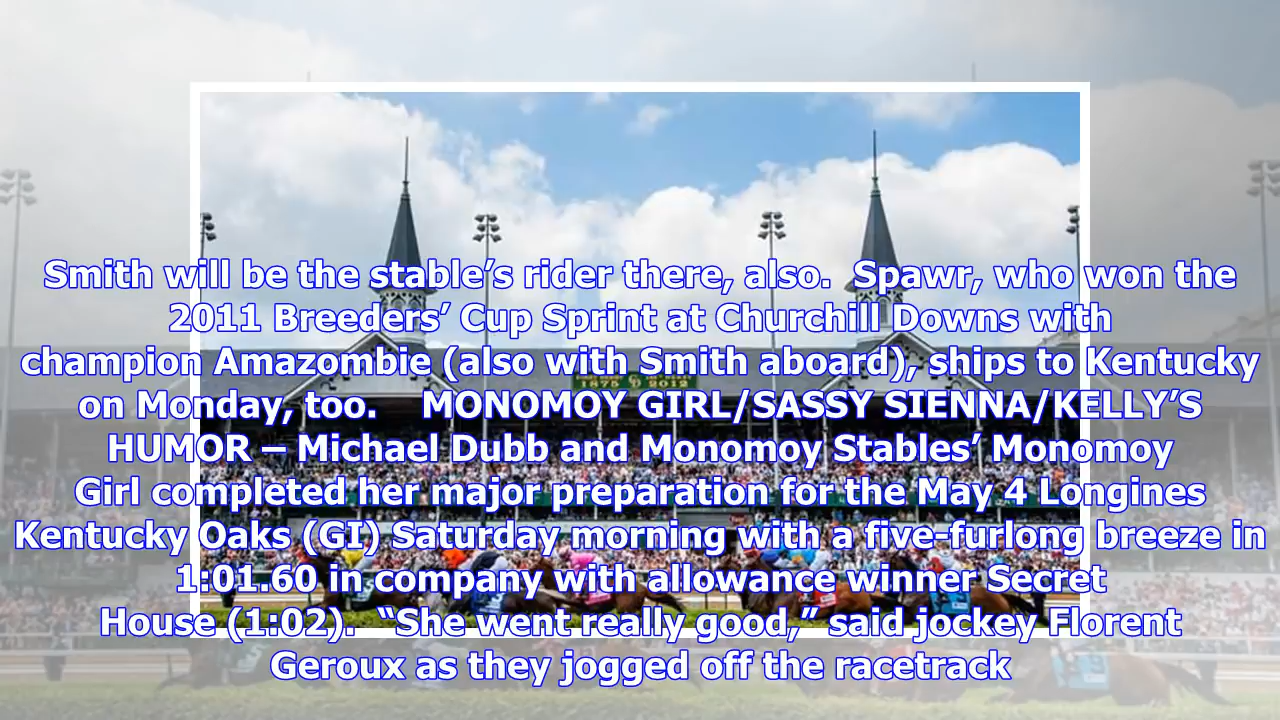 Smith will be the stable’s rider there, also.  Spawr, who won the
2011 Breeders’ Cup Sprint at Churchill Downs with
champion Amazombie (also with Smith aboard), ships to Kentucky
on Monday, too.    MONOMOY GIRL/SASSY SIENNA/KELLY’S
HUMOR – Michael Dubb and Monomoy Stables’ Monomoy
Girl completed her major preparation for the May 4 Longines
Kentucky Oaks (GI) Saturday morning with a five-furlong breeze in
1:01.60 in company with allowance winner Secret
House (1:02).  “She went really good,” said jockey Florent
Geroux as they jogged off the racetrack
1875 2012